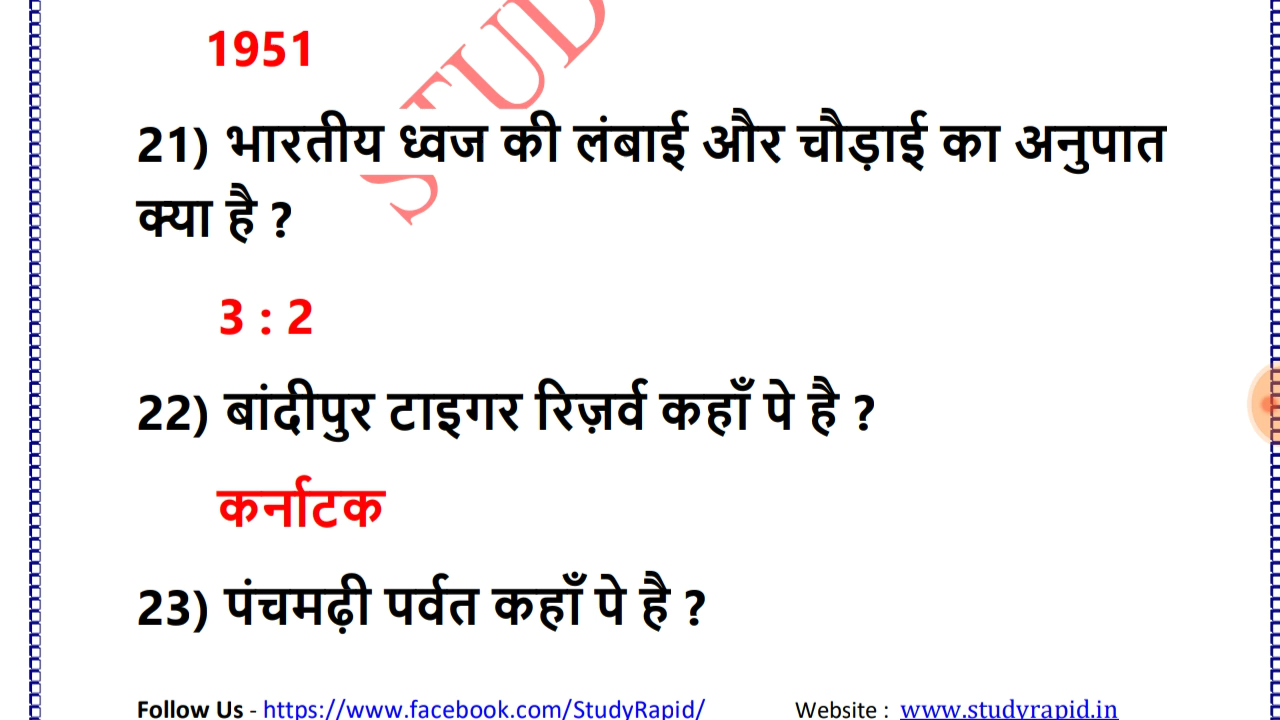 1951
21) भारतीय ध्वज की लंबाई और चौड़ाई का अनुपात
क्या है ?
3 : 2
22) बांदीपुर टाइगर रिज़र्व कहाँ पे है ?
कर्नाटक
23) पंचमढ़ी पर्वत कहाँ पे है ?
Follow Us - https://www.facebook.com/StudyRapid/ Website : www.studyrapid.in